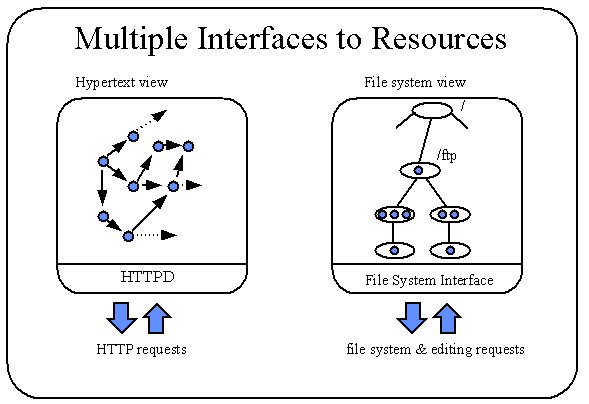 Multiple Interfaces to Resources
Hypertext view
File system view
/
/ftp
HTTPD
File System Interface
HTTP requests
file system & editing requests